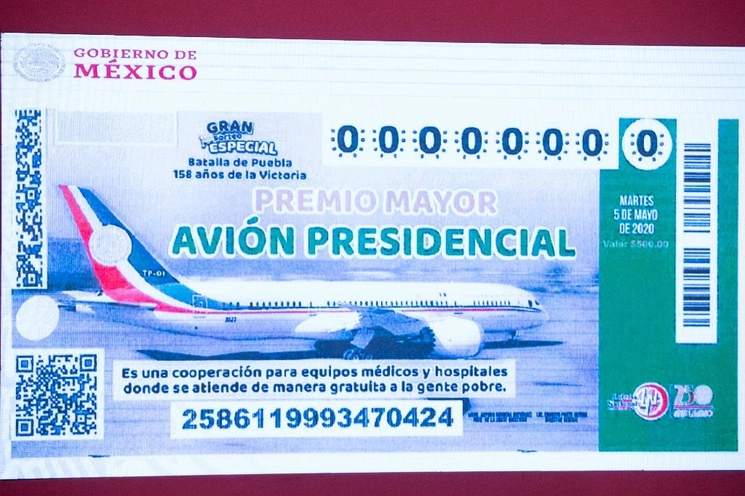 GOBIERNO DE
MÉXICO
GRAN
SORTEO
ESPECIAL
Batalla de Puebla
158 años de la Victoria
0000000 0
PREMIO MAYOR
AVIÓN PRESIDENCIAL
MARTES
5 DE MAYO
DE 2020
Valor $500.00
TP-01
3527
Es una cooperación para equipos médicos y hospitales
donde se atiende de manera gratuita a la gente pobre.
2586119993470424
250